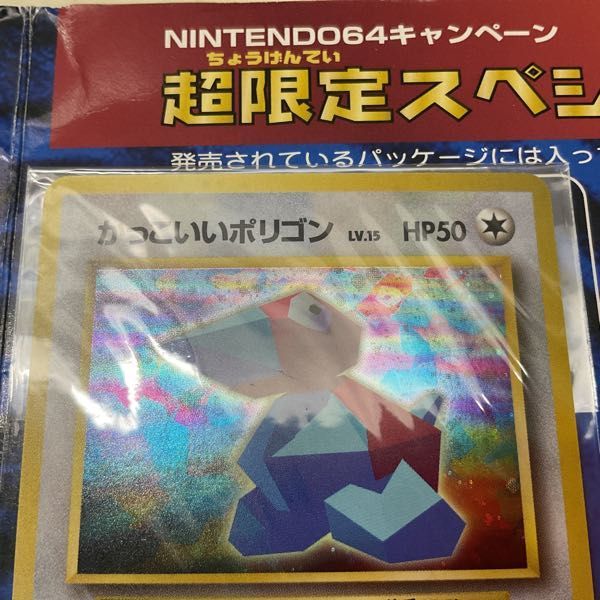 NINTENDO64キャンペーン
ちょうげんてい
超限定スペシ
発売されているパッケージには入っ
かっこいいポリゴン LV.15 HP50